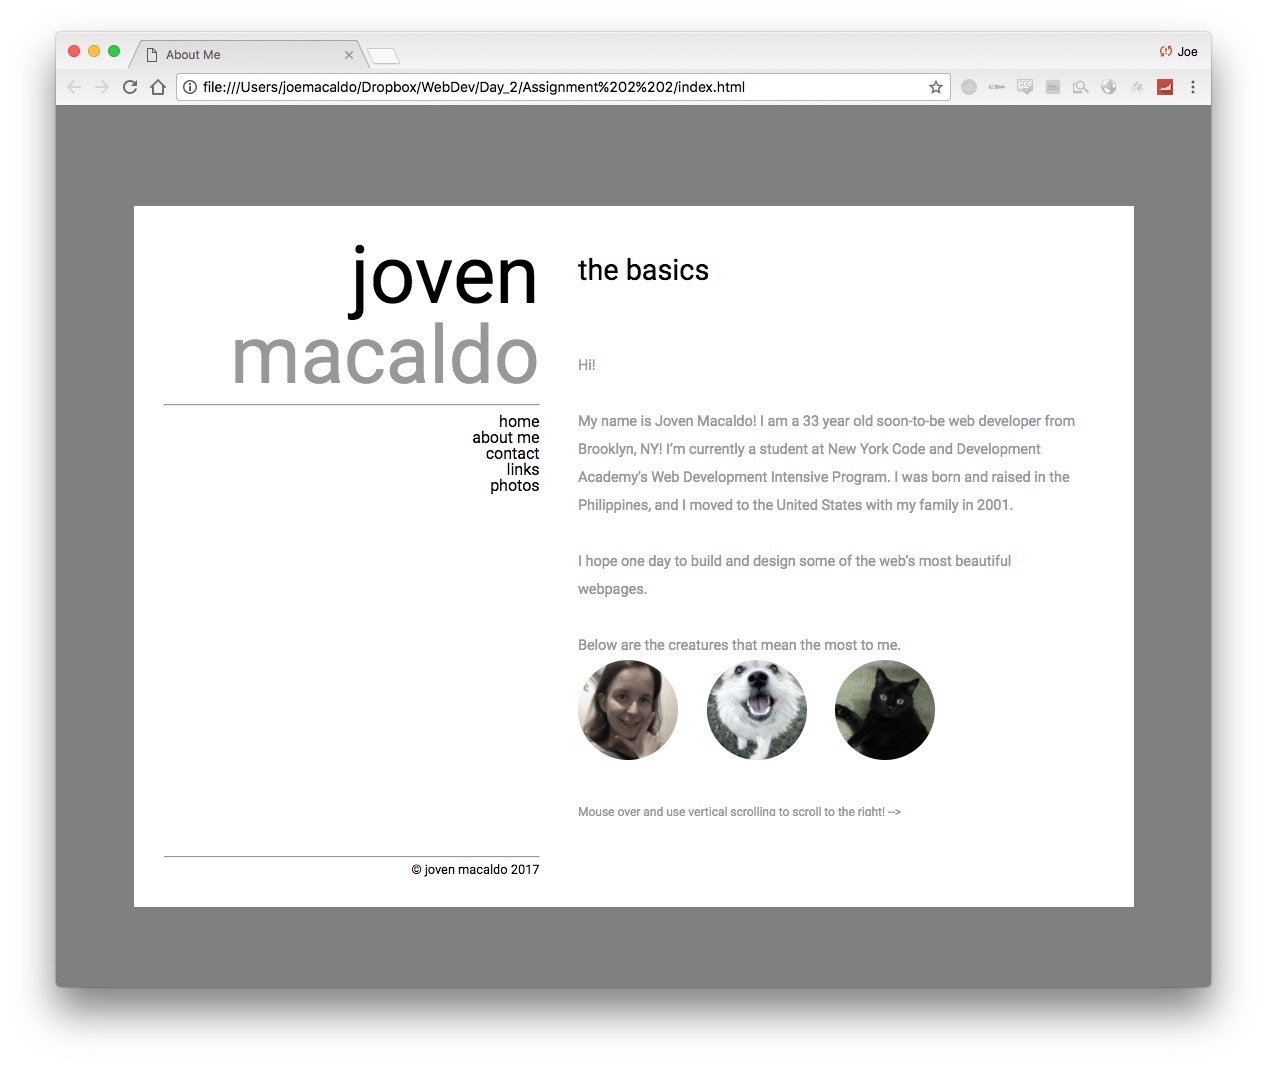 About Me
Joe
file:///Users/joemacaldo/Dropbox/WebDev/Day_2/Assignment%202%202/index.html
joven
macaldo
home
about me
contact
links
photos
© joven macaldo 2017
the basics
Hi!
My name is Joven Macaldo! I am a 33 year old soon-to-be web developer from
Brooklyn, NY! I’m currently a student at New York Code and Development
Academy’s Web Development Intensive Program. I was born and raised in the
Philippines, and I moved to the United States with my family in 2001.
I hope one day to build and design some of the web’s most beautiful
webpages.
Below are the creatures that mean the most to me.
Mouse over and use vertical scrolling to scroll to the right! -->